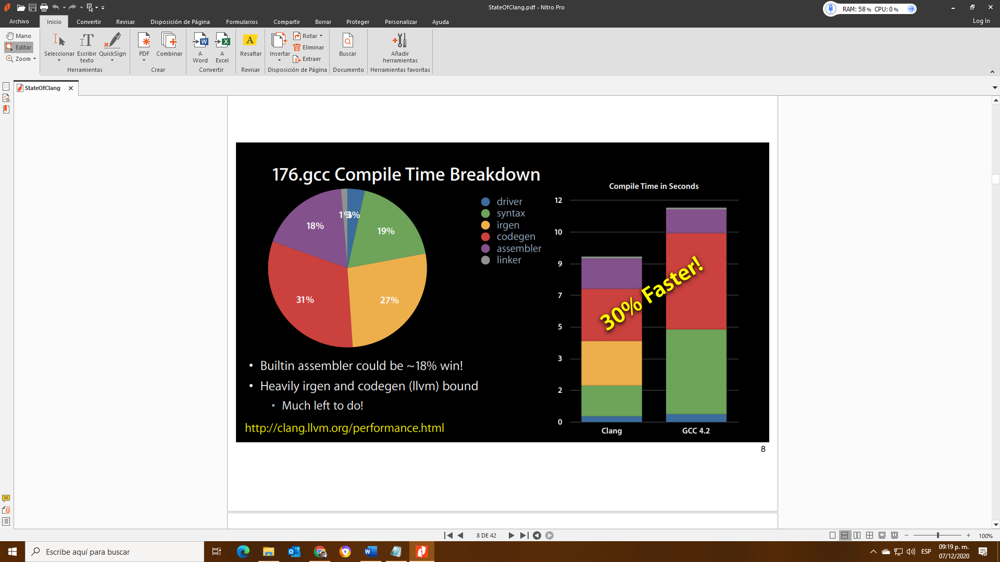 StateOfClang.pdf - Nitro Pro
RAM: 58 % CPU: 0 %
Archivo Inicio Convertir Revisar Disposición de Página Formularios Compartir Borrar Proteger Personalizar Ayuda Log In
Mano
Editar
Zoom
Seleccionar
Escribir
texto
QuickSign
Herramientas
PDF
Combinar
Crear
A
Word
A
Excel
Convertir
Resaltar
Revisar
Insertar
Rotar
Eliminar
Extraer
Disposición de Página
Buscar
Documento
Añadir
herramientas
Herramientas favoritas
StateOfClang
176.gcc Compile Time Breakdown
1%
3%
18%
19%
31%
27%
driver
syntax
irgen
codegen
assembler
linker
Compile Time in Seconds
12
10
9
7
5
3
2
0
30% Faster!
Clang
GCC 4.2
• Builtin assembler could be ~18% win!
• Heavily irgen and codegen (llvm) bound
▪ Much left to do!
http://clang.llvm.org/performance.html
8
8 DE 42
100%
Escribe aquí para buscar
ESP
09:19 p. m.
07/12/2020